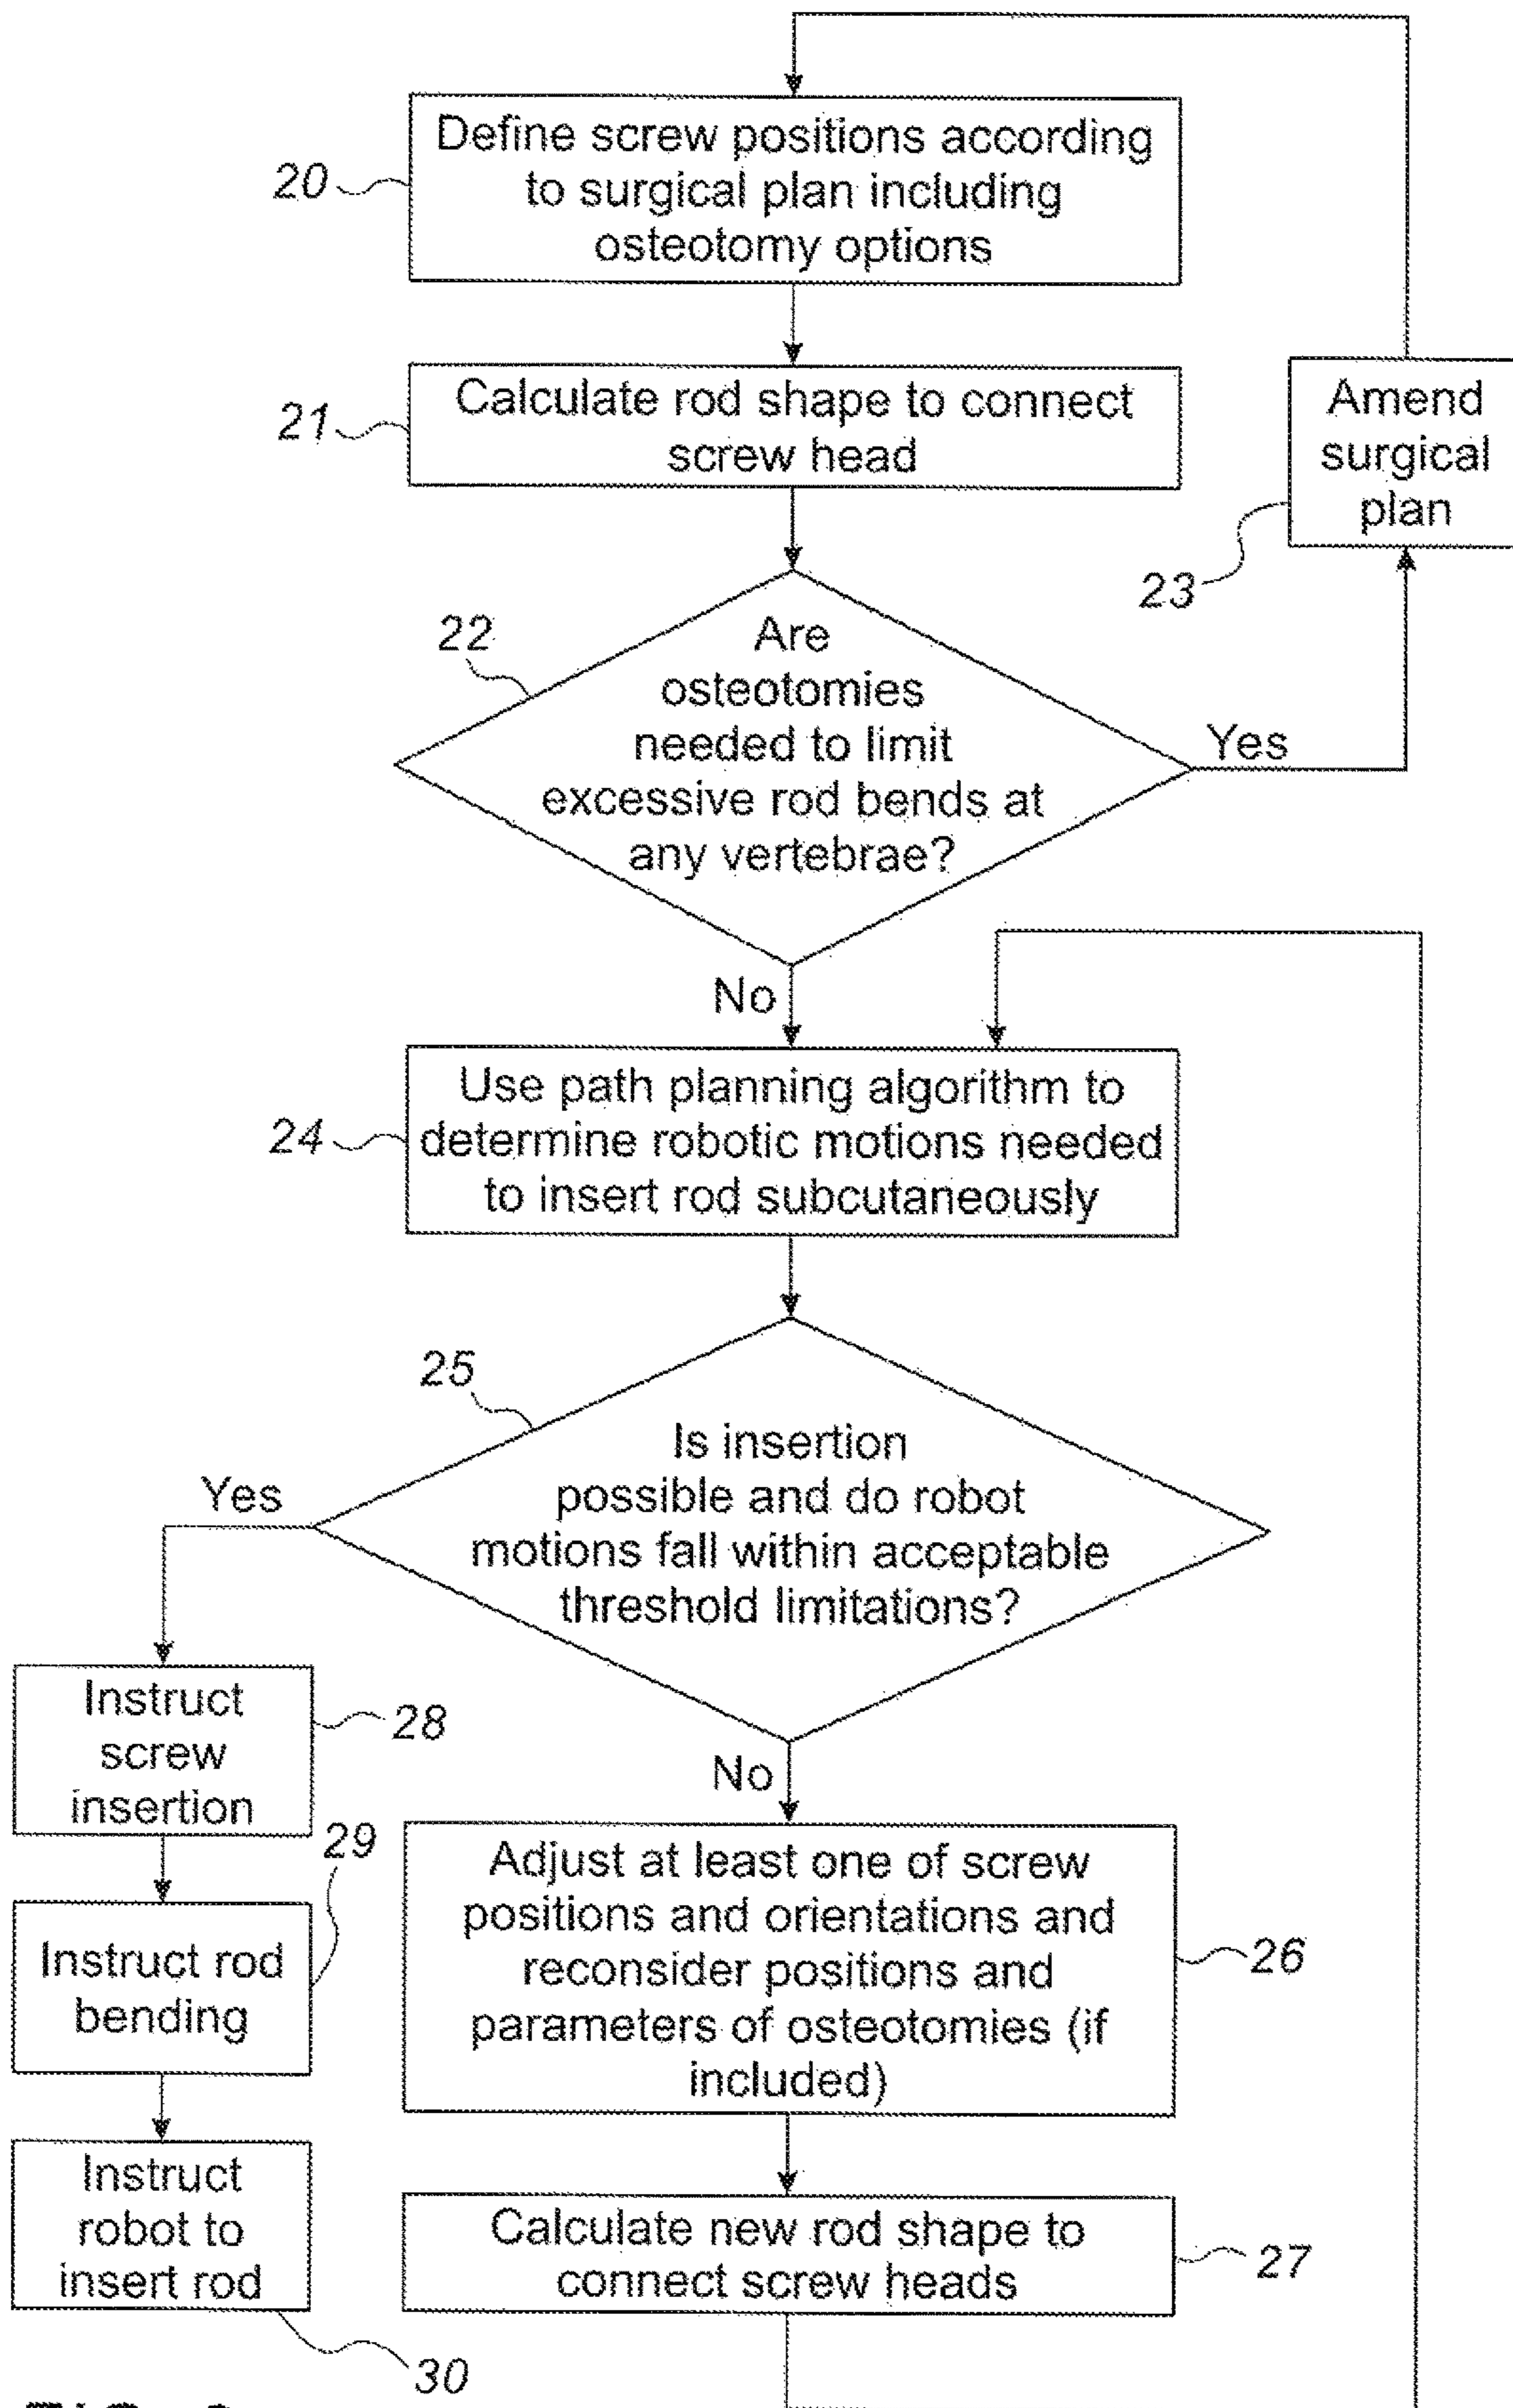 Define screw positions according
to surgical plan including
osteotomy options
20
Calculate rod shape to connect
screw head
21
Amend
surgical
plan
23
22
Are
osteotomies
needed to limit
excessive rod bends at
any vertebrae?
Yes
No
Use path planning algorithm to
determine robotic motions needed
to insert rod subcutaneously
24
25
Is insertion
possible and do robot
motions fall within acceptable
threshold limitations?
Yes
No
Instruct
screw
insertion
28
29
Instruct rod
bending
Instruct
robot to
insert rod
30
Adjust at least one of screw
positions and orientations and
reconsider positions and
parameters of osteotomies (if
included)
26
Calculate new rod shape to
connect screw heads
27